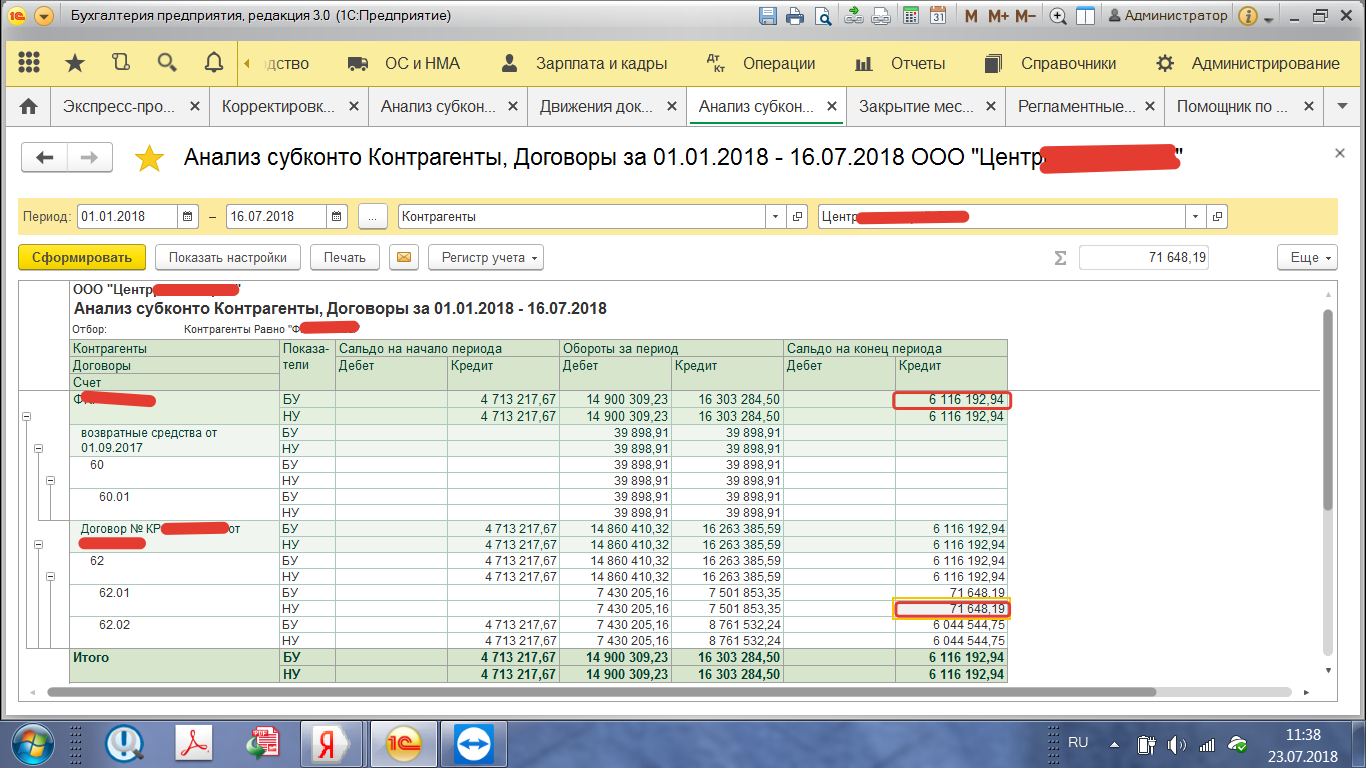 Бухгалтерия предприятия, редакция 3.0 (1С:Предприятие)
M M+ M- Администратор
дство ОС и НМА Зарплата и кадры Дт Кт Операции Отчеты Справочники Администрирование
Экспресс-про... Корректировк... Анализ субкон... Движения док... Анализ субкон... Закрытие мес... Регламентные... Помощник по ...
Анализ субконто Контрагенты, Договоры за 01.01.2018 - 16.07.2018 ООО "Центр "
Период: 01.01.2018 – 16.07.2018 ... Контрагенты Центр
Сформировать Показать настройки Печать Регистр учета Σ 71 648,19 Еще
ООО "Центр "
Анализ субконто Контрагенты, Договоры за 01.01.2018 - 16.07.2018
Отбор: Контрагенты Равно "Ф
Контрагенты Показа- Сальдо на начало периода Обороты за период Сальдо на конец периода
Договоры тели Дебет Кредит Дебет Кредит Дебет Кредит
Счет
Ф БУ 4 713 217,67 14 900 309,23 16 303 284,50 6 116 192,94
НУ 4 713 217,67 14 900 309,23 16 303 284,50 6 116 192,94
возвратные средства от БУ 39 898,91 39 898,91
01.09.2017 НУ 39 898,91 39 898,91
60 БУ 39 898,91 39 898,91
НУ 39 898,91 39 898,91
60.01 БУ 39 898,91 39 898,91
НУ 39 898,91 39 898,91
Договор № КР от БУ 4 713 217,67 14 860 410,32 16 263 385,59 6 116 192,94
НУ 4 713 217,67 14 860 410,32 16 263 385,59 6 116 192,94
62 БУ 4 713 217,67 14 860 410,32 16 263 385,59 6 116 192,94
НУ 4 713 217,67 14 860 410,32 16 263 385,59 6 116 192,94
62.01 БУ 7 430 205,16 7 501 853,35 71 648,19
НУ 7 430 205,16 7 501 853,35 71 648,19
62.02 БУ 4 713 217,67 7 430 205,16 8 761 532,24 6 044 544,75
НУ 4 713 217,67 7 430 205,16 8 761 532,24 6 044 544,75
Итого БУ 4 713 217,67 14 900 309,23 16 303 284,50 6 116 192,94
НУ 4 713 217,67 14 900 309,23 16 303 284,50 6 116 192,94
RU 11:38
23.07.2018